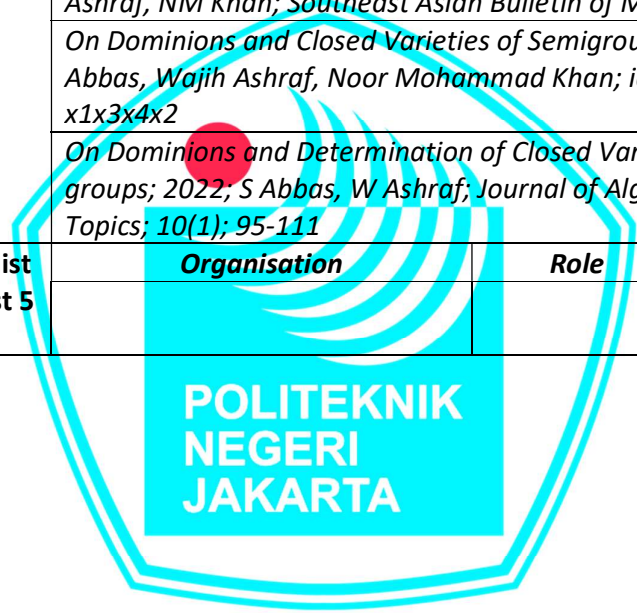 Ashraf, NM Khan; Southeast Asian Bulletin of M
On Dominions and Closed Varieties of Semigrou
Abbas, Wajih Ashraf, Noor Mohammad Khan;
x1x3x4x2
On Dominions and Determination of Closed Var
groups; 2022; S Abbas, W Ashraf; Journal of Alg
Topics; 10(1); 95-111
ist Organisation Role
st 5
POLITEKNIK
NEGERI
JAKARTA